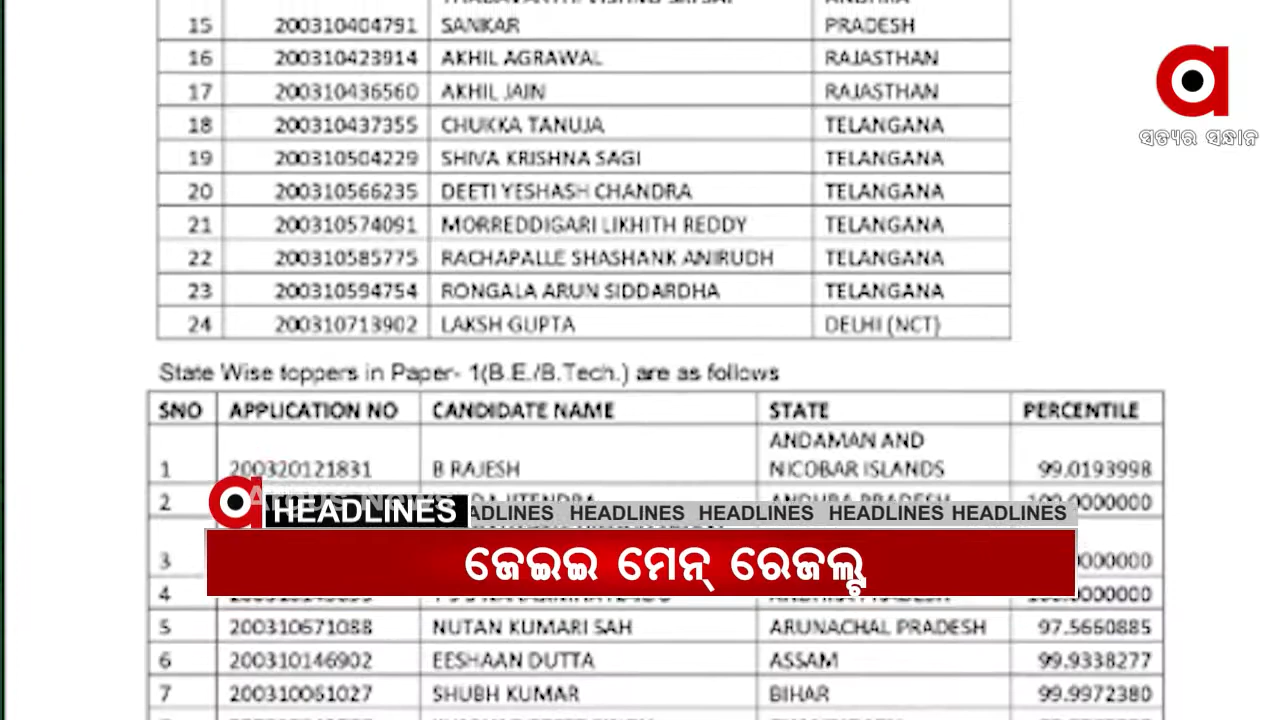 15 200310404791 SANKAR PRADESH
16 200310423914 AKHIL AGRAWAL RAJASTHAN
17 200310436560 AKHIL JAIN RAJASTHAN
18 200310437355 CHUKKA TANUJA TELANGANA
19 200310504229 SHIVA KRISHNA SAGI TELANGANA
20 200310566235 DEETI YESHASH CHANDRA TELANGANA
21 200310574091 MORREDDIGARI LIKHITH REDDY TELANGANA
22 200310585775 RACHAPALLE SHASHANK ANIRUDH TELANGANA
23 200310594754 RONGALA ARUN SIDDARDHA TELANGANA
24 200310713902 LAKSH GUPTA DELHI (NCT)
ସତ୍ୟର ସନ୍ଧାନ
State Wise toppers in Paper- 1(B.E./B.Tech.) are as follows
SNO APPLICATION NO CANDIDATE NAME STATE PERCENTILE
ANDAMAN AND
1 200320121831 B RAJESH NICOBAR ISLANDS 99.0193998
2
HEADLINES ADLINES HEADLINES HEADLINES HEADLINES HEADLINES
3
ଜେଇଇ ମେନ୍ ରେଜଲ୍ଟ
4
5 200310671088 NUTAN KUMARI SAH ARUNACHAL PRADESH 97.5660885
6 200310146902 EESHAAN DUTTA ASSAM 99.9338277
7 200310061027 SHUBH KUMAR BIHAR 99.9972380